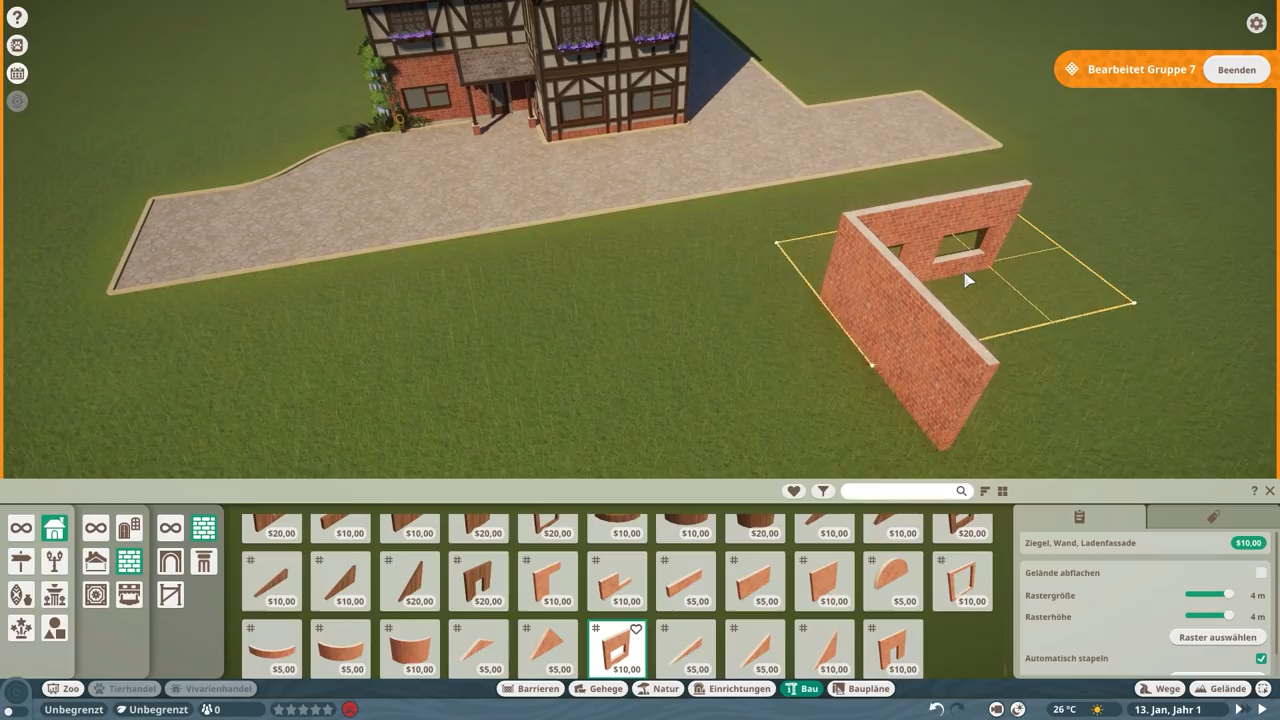 Bearbeitet Gruppe 7
Beenden
$20,00 $10,00 $20,00 $20,00 $20,00 $10,00 $10,00 $20,00 $10,00 $10,00 $20,00
$10,00 $10,00 $20,00 $20,00 $10,00 $10,00 $5,00 $5,00 $10,00 $5,00 $10,00
$5,00 $5,00 $10,00 $5,00 $5,00 $10,00 $5,00 $5,00 $10,00 $10,00
Ziegel, Wand, Ladenfassade $10,00
Gelände abflachen
Rastergröße 4 m
Rasterhöhe 4 m
Raster auswählen
Automatisch stapeln
Zoo Tierhandel Vivarienhandel Barrieren Gehege Natur Einrichtungen Bau Baupläne Wege Gelände
Unbegrenzt Unbegrenzt 0 26 °C 13. Jan, Jahr 1